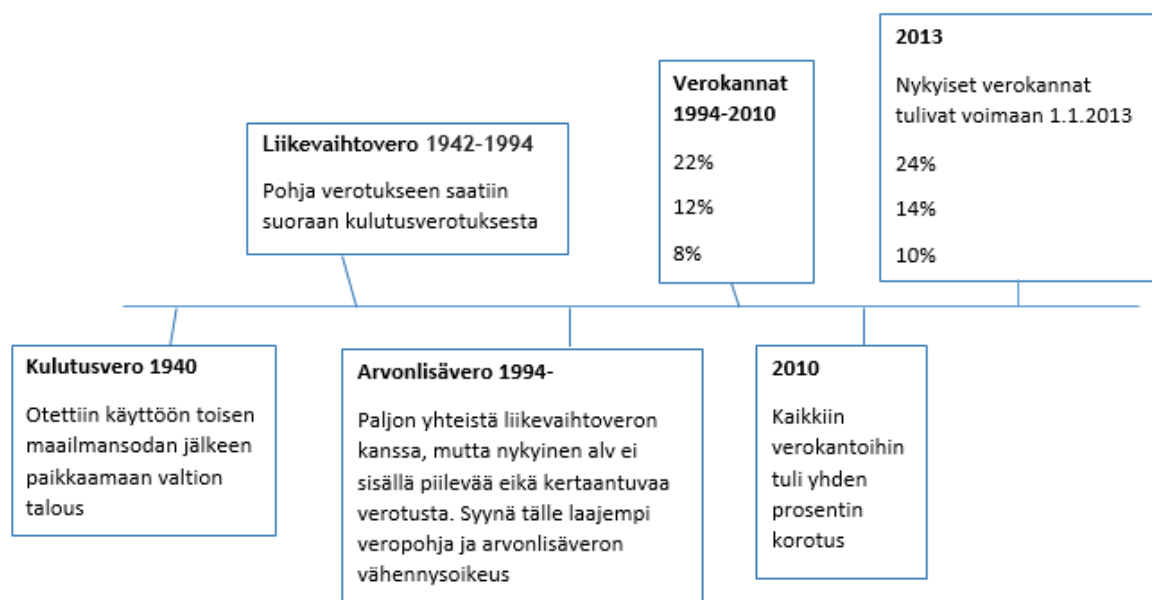 Kulutusvero 1940
Otettiin käyttöön toisen
maailmansodan jälkeen
paikkaamaan valtion
talous
Liikevaihtovero 1942-1994
Pohja verotukseen saatiin
suoraan kulutusverotuksesta
Arvonlisävero 1994-
Paljon yhteistä liikevaihtoveron
kanssa, mutta nykyinen alv ei
sisällä piilevää eikä kertaantuvaa
verotusta. Syynä tälle laajempi
veropohja ja arvonlisäveron
vähennysoikeus
Verokannat
1994-2010
22%
12%
8%
2010
Kaikkiin
verokantoihin
tuli yhden
prosentin
korotus
2013
Nykyiset verokannat
tulivat voimaan 1.1.2013
24%
14%
10%